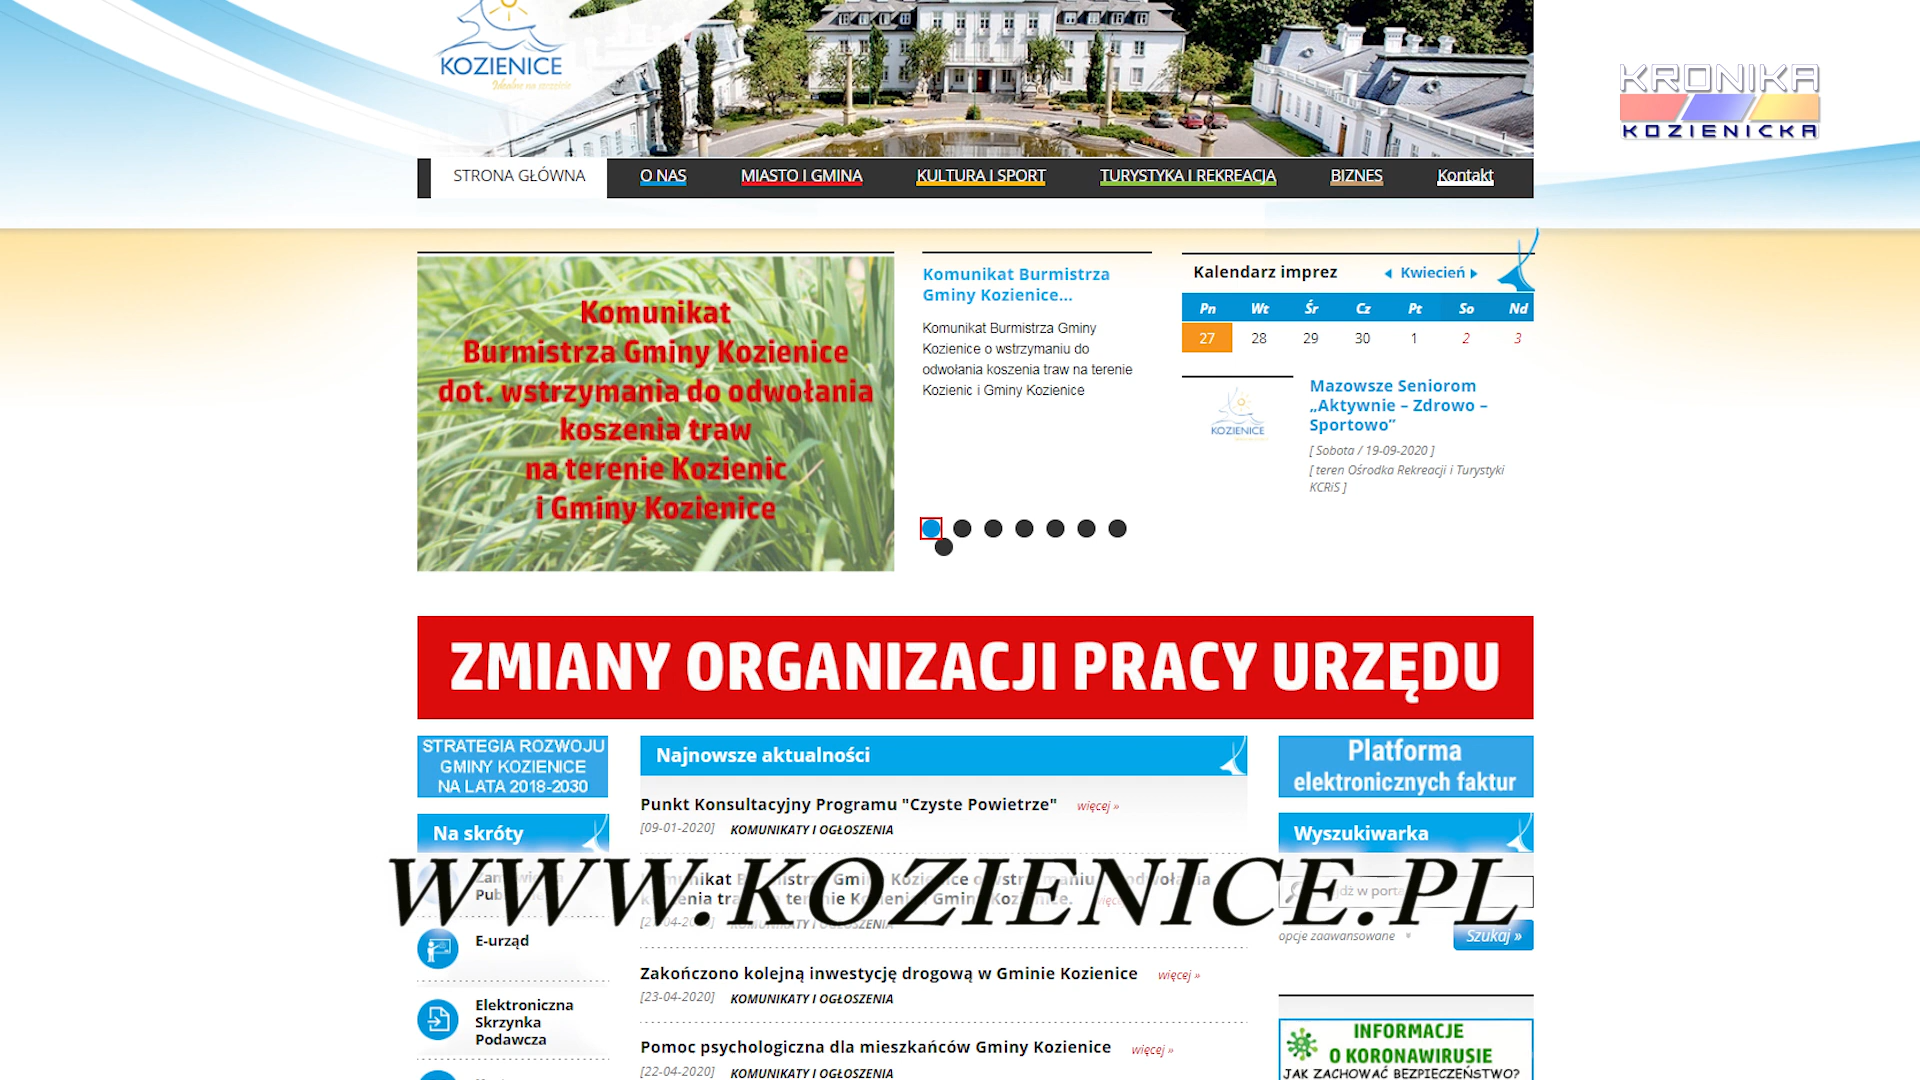 KOZIENICE
Idealne na szczęście
KRONIKA
KOZIENICKA
STRONA GŁÓWNA
O NAS
MIASTO I GMINA
KULTURA I SPORT
TURYSTYKA I REKREACJA
BIZNES
Kontakt
Komunikat
Burmistrza Gminy Kozienice
dot. wstrzymania do odwołania
koszenia traw
na terenie Kozienic
i Gminy Kozienice
Komunikat Burmistrza
Gminy Kozienice...
Komunikat Burmistrza Gminy
Kozienice o wstrzymaniu do
odwołania koszenia traw na terenie
Kozienic i Gminy Kozienice
Kalendarz imprez
Kwiecień
Pn Wt Śr Cz Pt So Nd
27 28 29 30 1 2 3
KOZIENICE
Mazowsze Seniorom
„Aktywnie – Zdrowo –
Sportowo”
[ Sobota / 19-09-2020 ]
[ teren Ośrodka Rekreacji i Turystyki
KCRiS ]
ZMIANY ORGANIZACJI PRACY URZĘDU
STRATEGIA ROZWOJU
GMINY KOZIENICE
NA LATA 2018-2030
Na skróty
E-urząd
Elektroniczna
Skrzynka
Podawcza
Najnowsze aktualności
Punkt Konsultacyjny Programu "Czyste Powietrze" więcej »
[09-01-2020] KOMUNIKATY I OGŁOSZENIA
WWW.KOZIENICE.PL
KOMUNIKATY I OGŁOSZENIA
Zakończono kolejną inwestycję drogową w Gminie Kozienice więcej »
[23-04-2020] KOMUNIKATY I OGŁOSZENIA
Pomoc psychologiczna dla mieszkańców Gminy Kozienice więcej »
[22-04-2020] KOMUNIKATY I OGŁOSZENIA
Platforma
elektronicznych faktur
Wyszukiwarka
opcje zaawansowane
Szukaj »
INFORMACJE
O KORONAWIRUSIE
JAK ZACHOWAĆ BEZPIECZEŃSTWO?